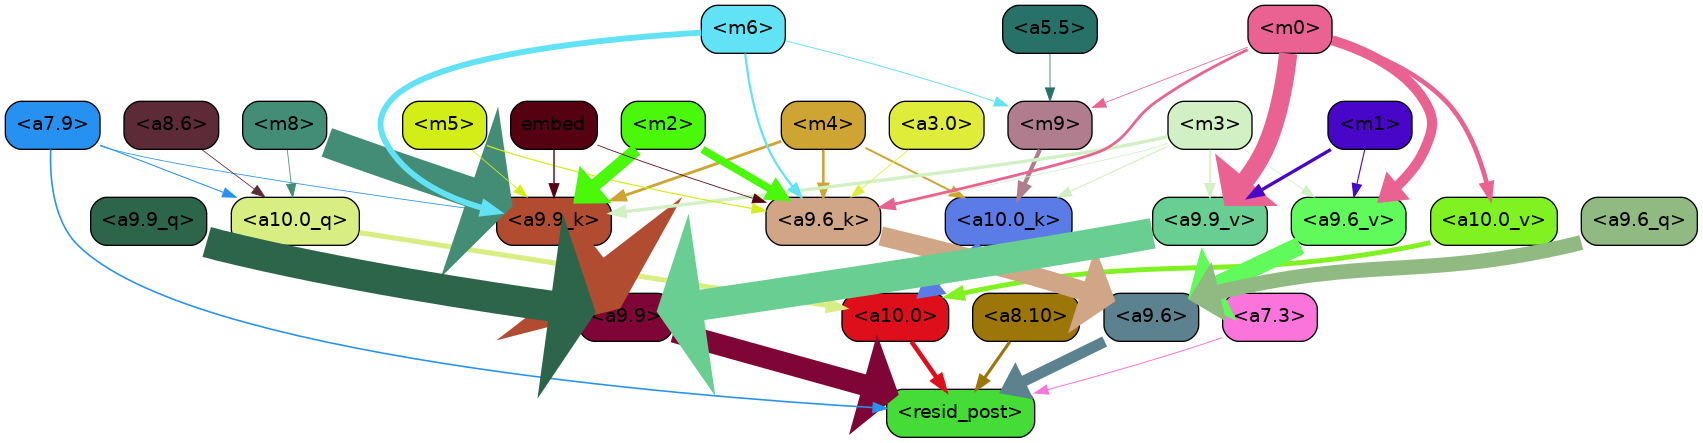 <m6>
<a5.5>
<m0>
<a7.9>
<a8.6>
<m8>
<m5>
embed
<m2>
<m4>
<a3.0>
<m9>
<m3>
<m1>
<a9.9_q>
<a10.0_q>
<a9.9_k>
<a9.6_k>
<a10.0_k>
<a9.9_v>
<a9.6_v>
<a10.0_v>
<a9.6_q>
<a9.9>
<a10.0>
<a8.10>
<a9.6>
<a7.3>
<resid_post>